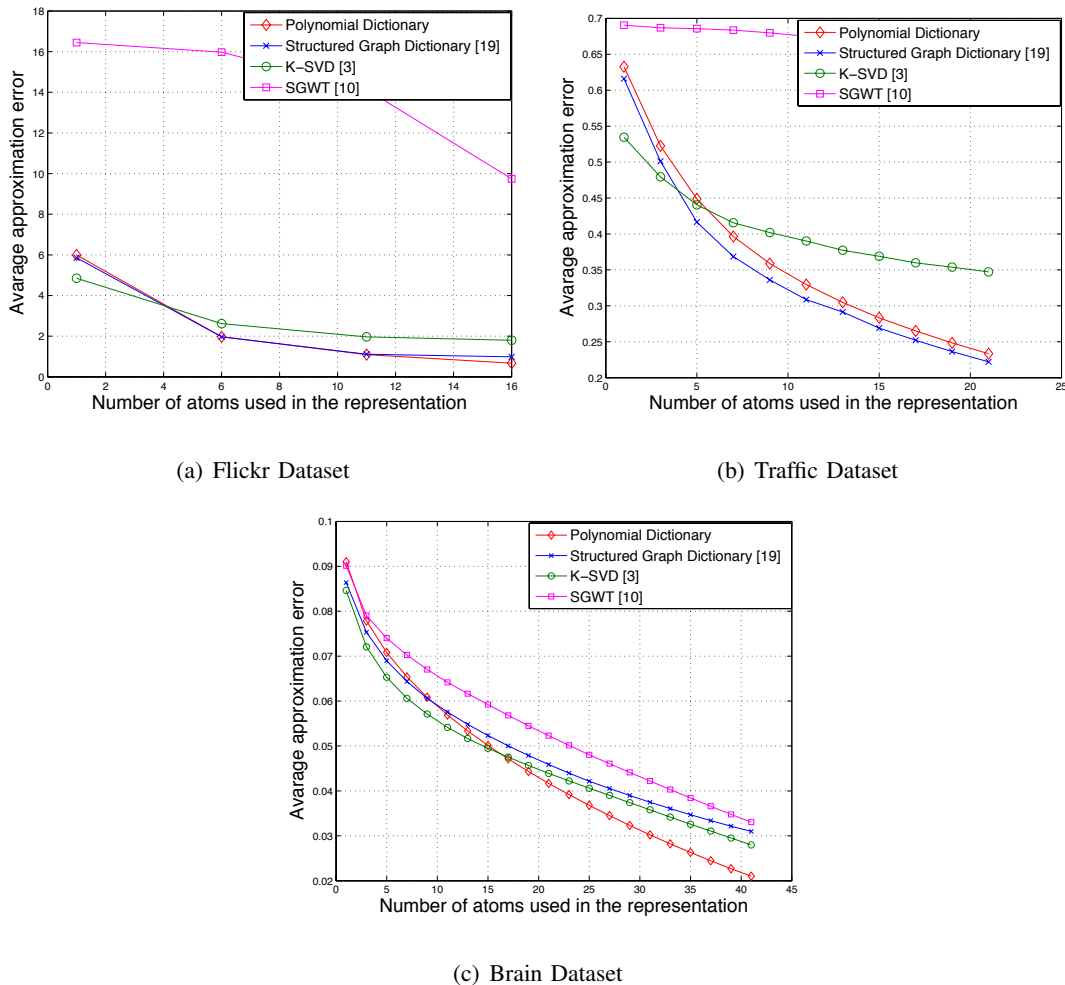 18
16
14
12
10
8
6
4
2
0
Avarage approximation error
Polynomial Dictionary
Structured Graph Dictionary [19]
K-SVD [3]
SGWT [10]
0 2 4 6 8 10 12 14 16
Number of atoms used in the representation
(a) Flickr Dataset
0.7
0.65
0.6
0.55
0.5
0.45
0.4
0.35
0.3
0.25
0.2
Avarage approximation error
Polynomial Dictionary
Structured Graph Dictionary [19]
K-SVD [3]
SGWT [10]
0 5 10 15 20 25
Number of atoms used in the representation
(b) Traffic Dataset
0.1
0.09
0.08
0.07
0.06
0.05
0.04
0.03
0.02
Avarage approximation error
Polynomial Dictionary
Structured Graph Dictionary [19]
K-SVD [3]
SGWT [10]
0 5 10 15 20 25 30 35 40 45
Number of atoms used in the representation
(c) Brain Dataset